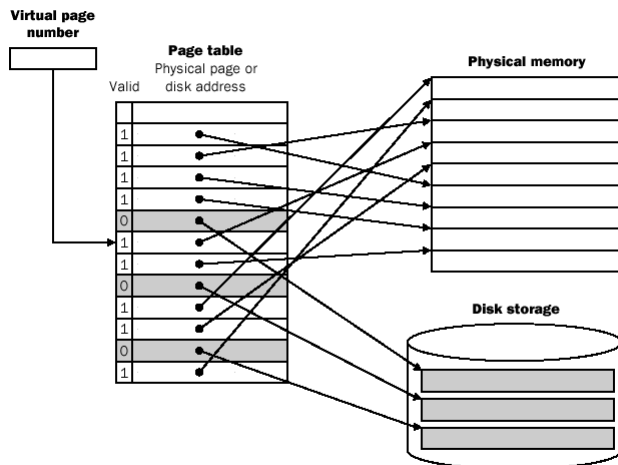 Virtual page
number
Page table
Physical page or
disk address
Valid
Physical memory
1
1
1
1
0
1
1
0
1
1
0
1
Disk storage